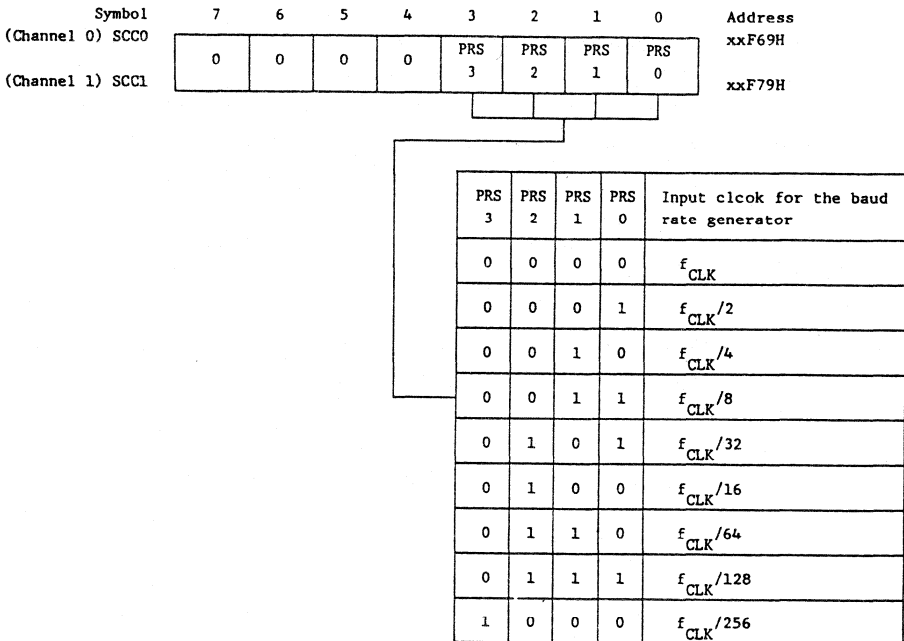 Symbol 7 6 5 4 3 2 1 0 Address
(Channel 0) SCC0 0 0 0 0 PRS 3 PRS 2 PRS 1 PRS 0 xxF69H
(Channel 1) SCC1 xxF79H
PRS 3 PRS 2 PRS 1 PRS 0 Input clcok for the baud
rate generator
0 0 0 0 fCLK
0 0 0 1 fCLK/2
0 0 1 0 fCLK/4
0 0 1 1 fCLK/8
0 1 0 1 fCLK/32
0 1 0 0 fCLK/16
0 1 1 0 fCLK/64
0 1 1 1 fCLK/128
1 0 0 0 fCLK/256